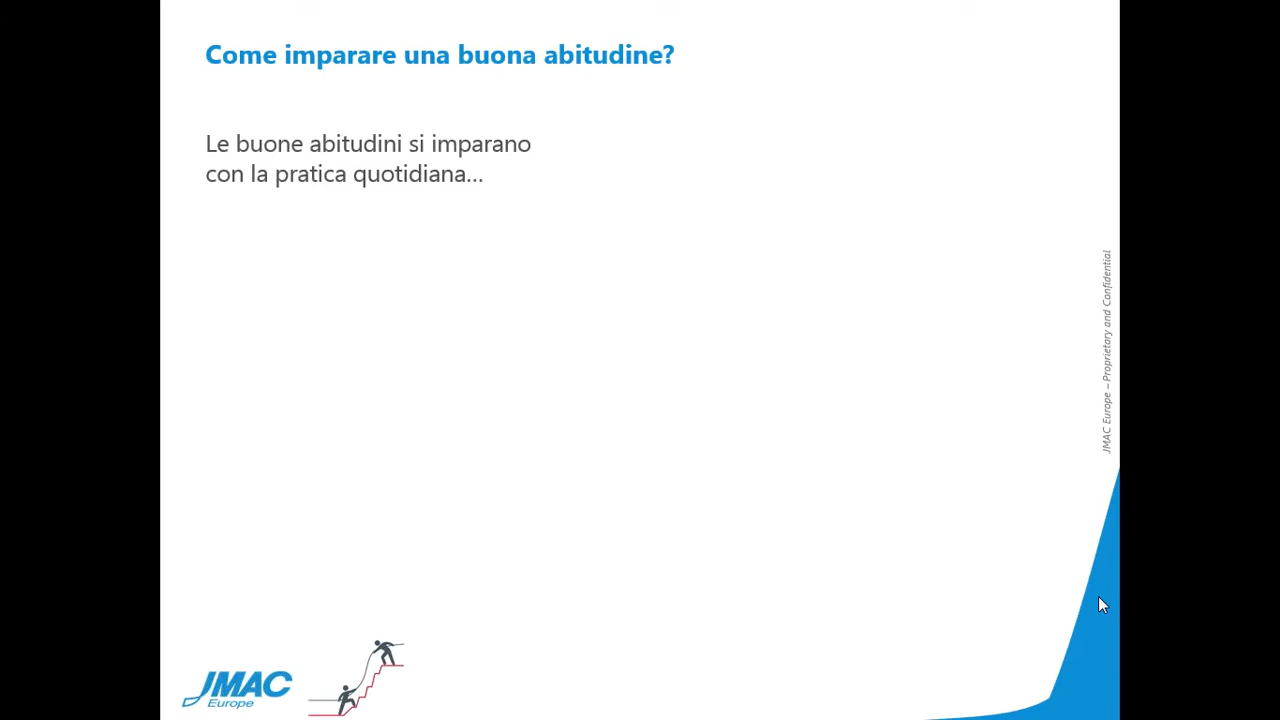 Come imparare una buona abitudine?
Le buone abitudini si imparano
con la pratica quotidiana...
JMAC Europe – Proprietary and Confidential
JMAC
Europe